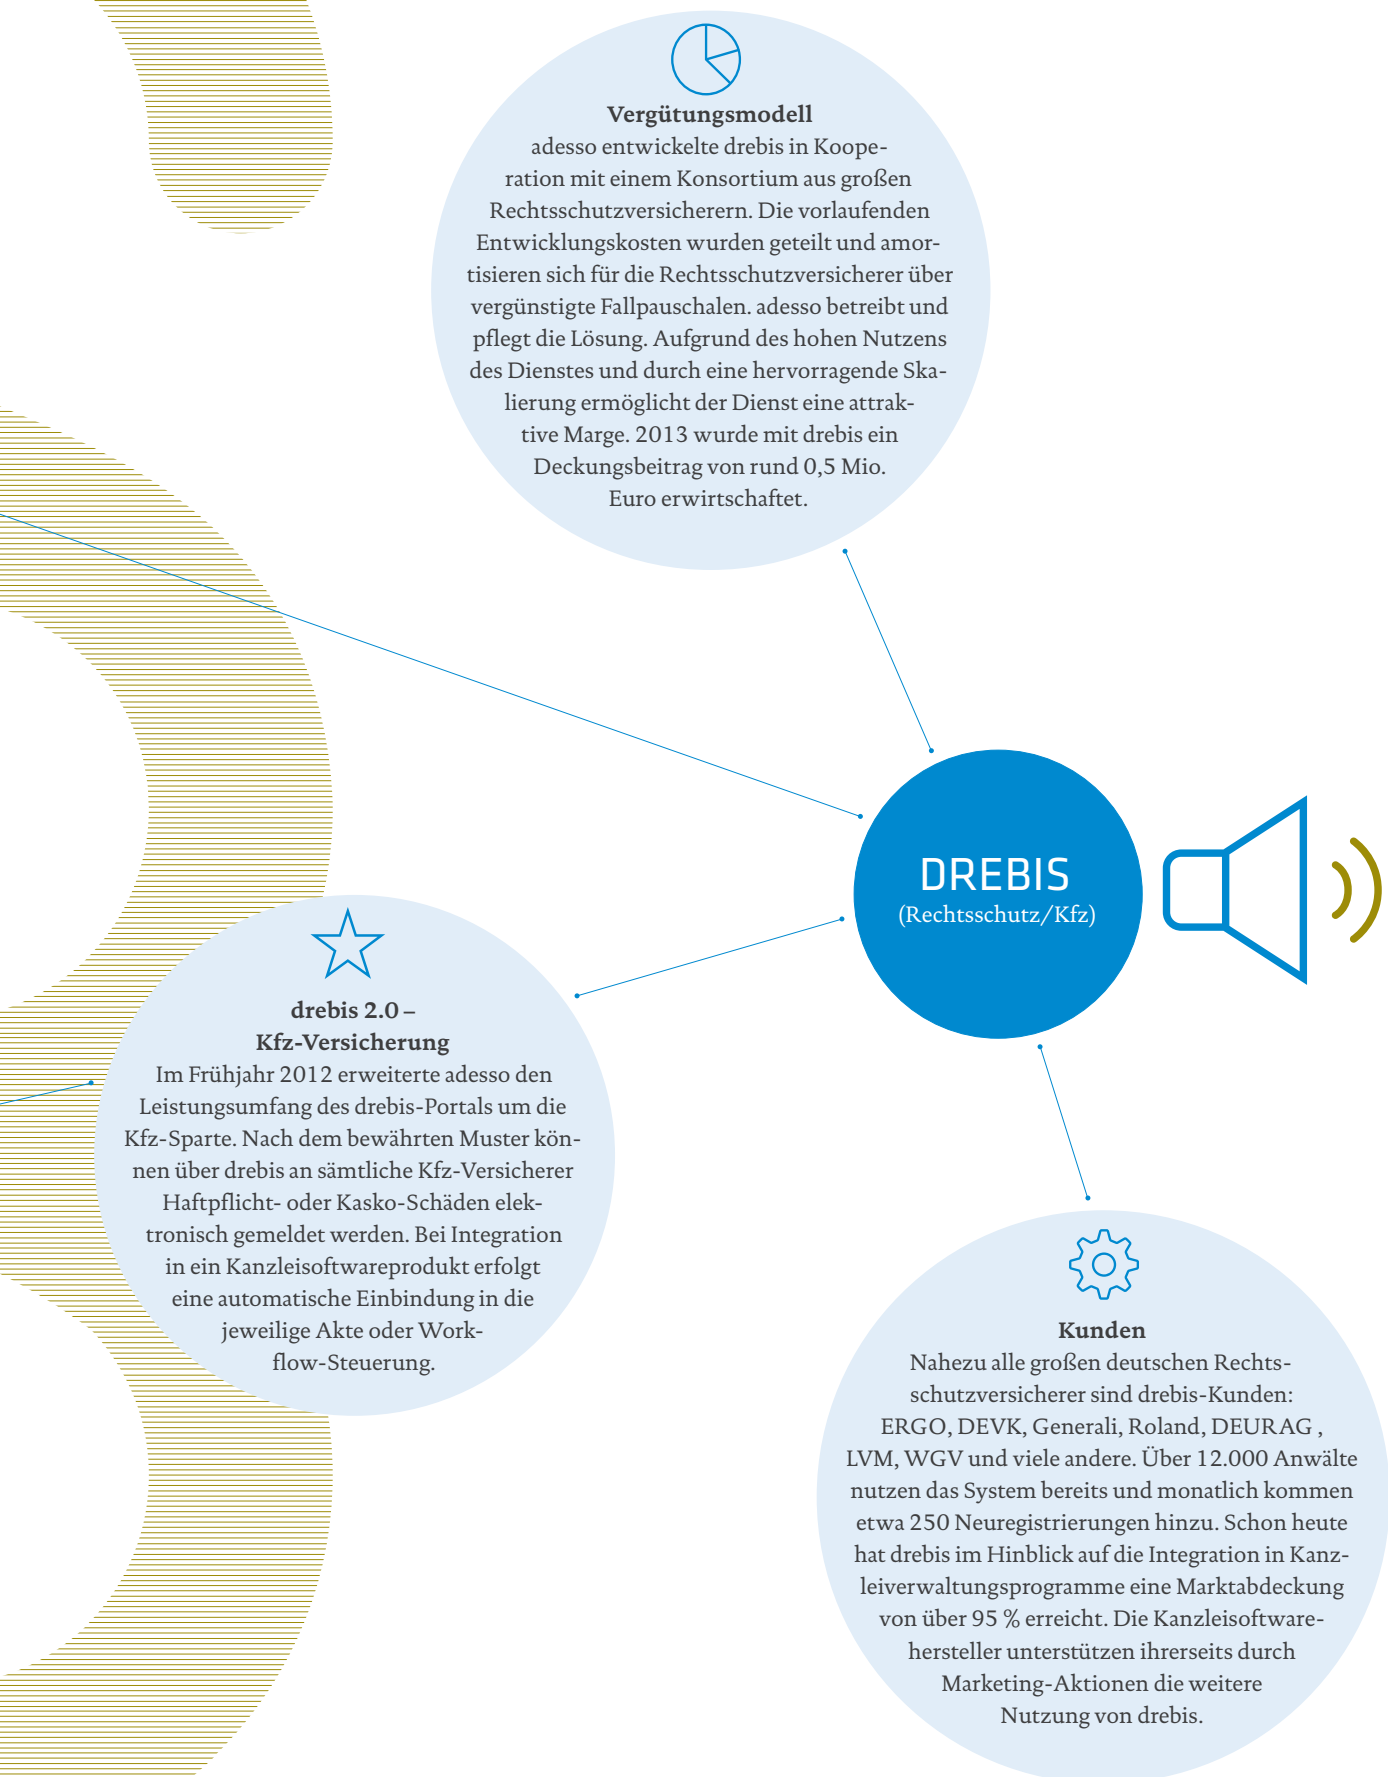 Vergütungsmodell
adesso entwickelte drebis in Koope-
ration mit einem Konsortium aus großen
Rechtsschutzversicherern. Die vorlaufenden
Entwicklungskosten wurden geteilt und amor-
tisieren sich für die Rechtsschutzversicherer über
vergünstigte Fallpauschalen. adesso betreibt und
pflegt die Lösung. Aufgrund des hohen Nutzens
des Dienstes und durch eine hervorragende Ska-
lierung ermöglicht der Dienst eine attrak-
tive Marge. 2013 wurde mit drebis ein
Deckungsbeitrag von rund 0,5 Mio.
Euro erwirtschaftet.
DREBIS
(Rechtsschutz/Kfz)
drebis 2.0 –
Kfz-Versicherung
Im Frühjahr 2012 erweiterte adesso den
Leistungsumfang des drebis-Portals um die
Kfz-Sparte. Nach dem bewährten Muster kön-
nen über drebis an sämtliche Kfz-Versicherer
Haftpflicht- oder Kasko-Schäden elek-
tronisch gemeldet werden. Bei Integration
in ein Kanzleisoftwareprodukt erfolgt
eine automatische Einbindung in die
jeweilige Akte oder Work-
flow-Steuerung.
Kunden
Nahezu alle großen deutschen Rechts-
schutzversicherer sind drebis-Kunden:
ERGO, DEVK, Generali, Roland, DEURAG ,
LVM, WGV und viele andere. Über 12.000 Anwälte
nutzen das System bereits und monatlich kommen
etwa 250 Neuregistrierungen hinzu. Schon heute
hat drebis im Hinblick auf die Integration in Kanz-
leiverwaltungsprogramme eine Marktabdeckung
von über 95 % erreicht. Die Kanzleisoftware-
hersteller unterstützen ihrerseits durch
Marketing-Aktionen die weitere
Nutzung von drebis.